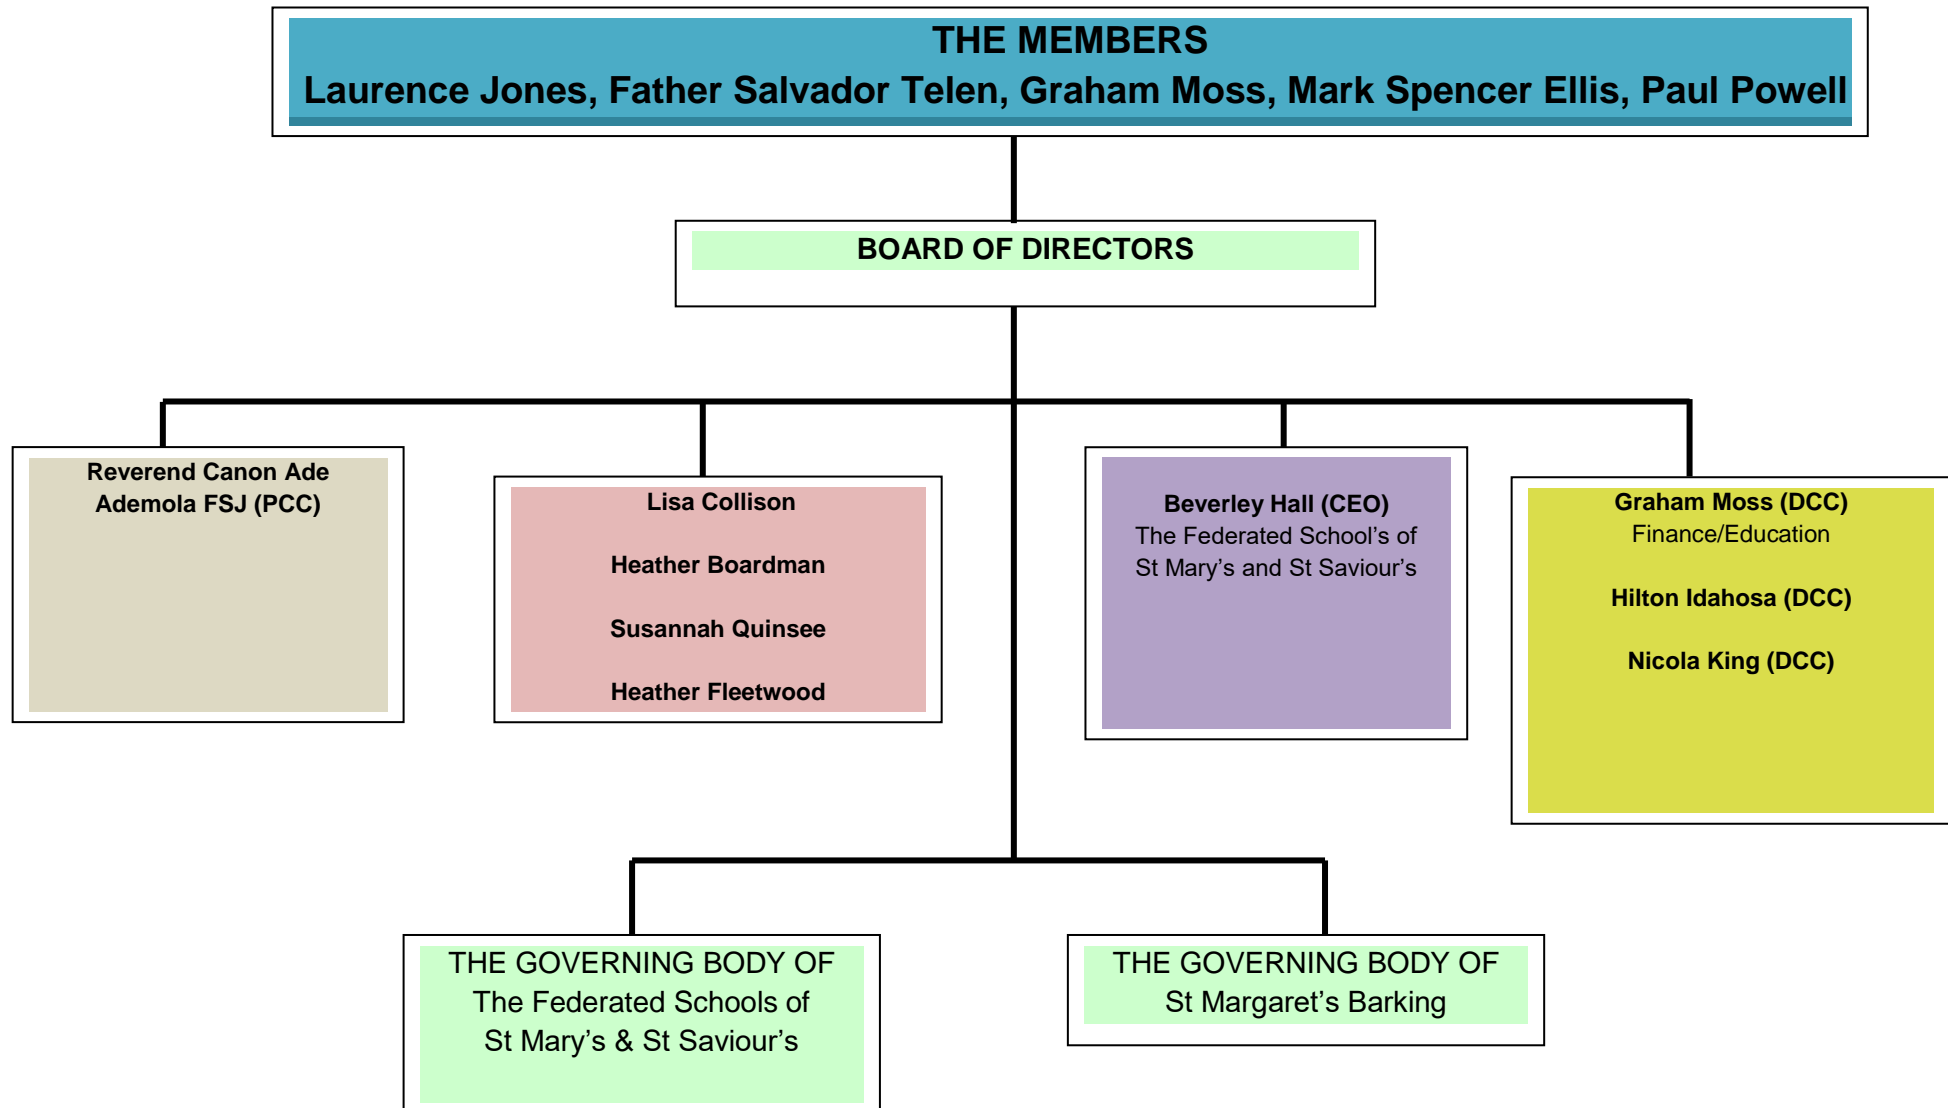 THE MEMBERS
Laurence Jones, Father Salvador Telen, Graham Moss, Mark Spencer Ellis, Paul Powell
BOARD OF DIRECTORS
Reverend Canon Ade
Ademola FSJ (PCC)
Lisa Collison
Heather Boardman
Susannah Quinsee
Heather Fleetwood
Beverley Hall (CEO)
The Federated School’s of
St Mary’s and St Saviour’s
Graham Moss (DCC)
Finance/Education
Hilton Idahosa (DCC)
Nicola King (DCC)
THE GOVERNING BODY OF
The Federated Schools of
St Mary’s & St Saviour’s
THE GOVERNING BODY OF
St Margaret’s Barking